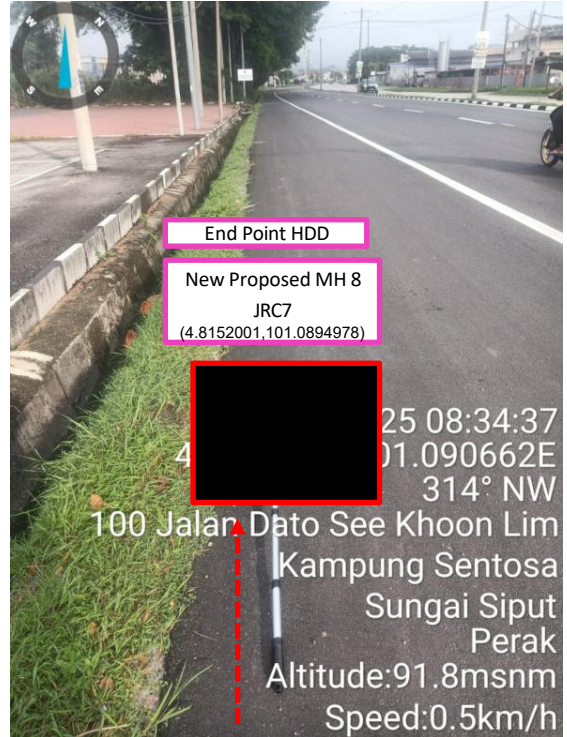 End Point HDD
New Proposed MH 8
JRC7
(4.8152001,101.0894978)
25 08:34:37
4 01.090662E
314° NW
100 Jalan Dato See Khoon Lim
Kampung Sentosa
Sungai Siput
Perak
Altitude:91.8msnm
Speed:0.5km/h